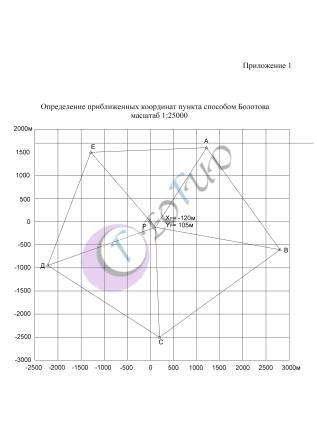 Приложение 1
Определение приближенных координат пункта способом Болотова
масштаб 1:25000
2000м
1500
1000
500
0
-500
-1000
-1500
-2000
-2500
-3000
-2500 -2000 -1500 -1000 -500 0 500 1000 1500 2000 2500 3000м
E
A
P
-120м
105м
Д
B
C